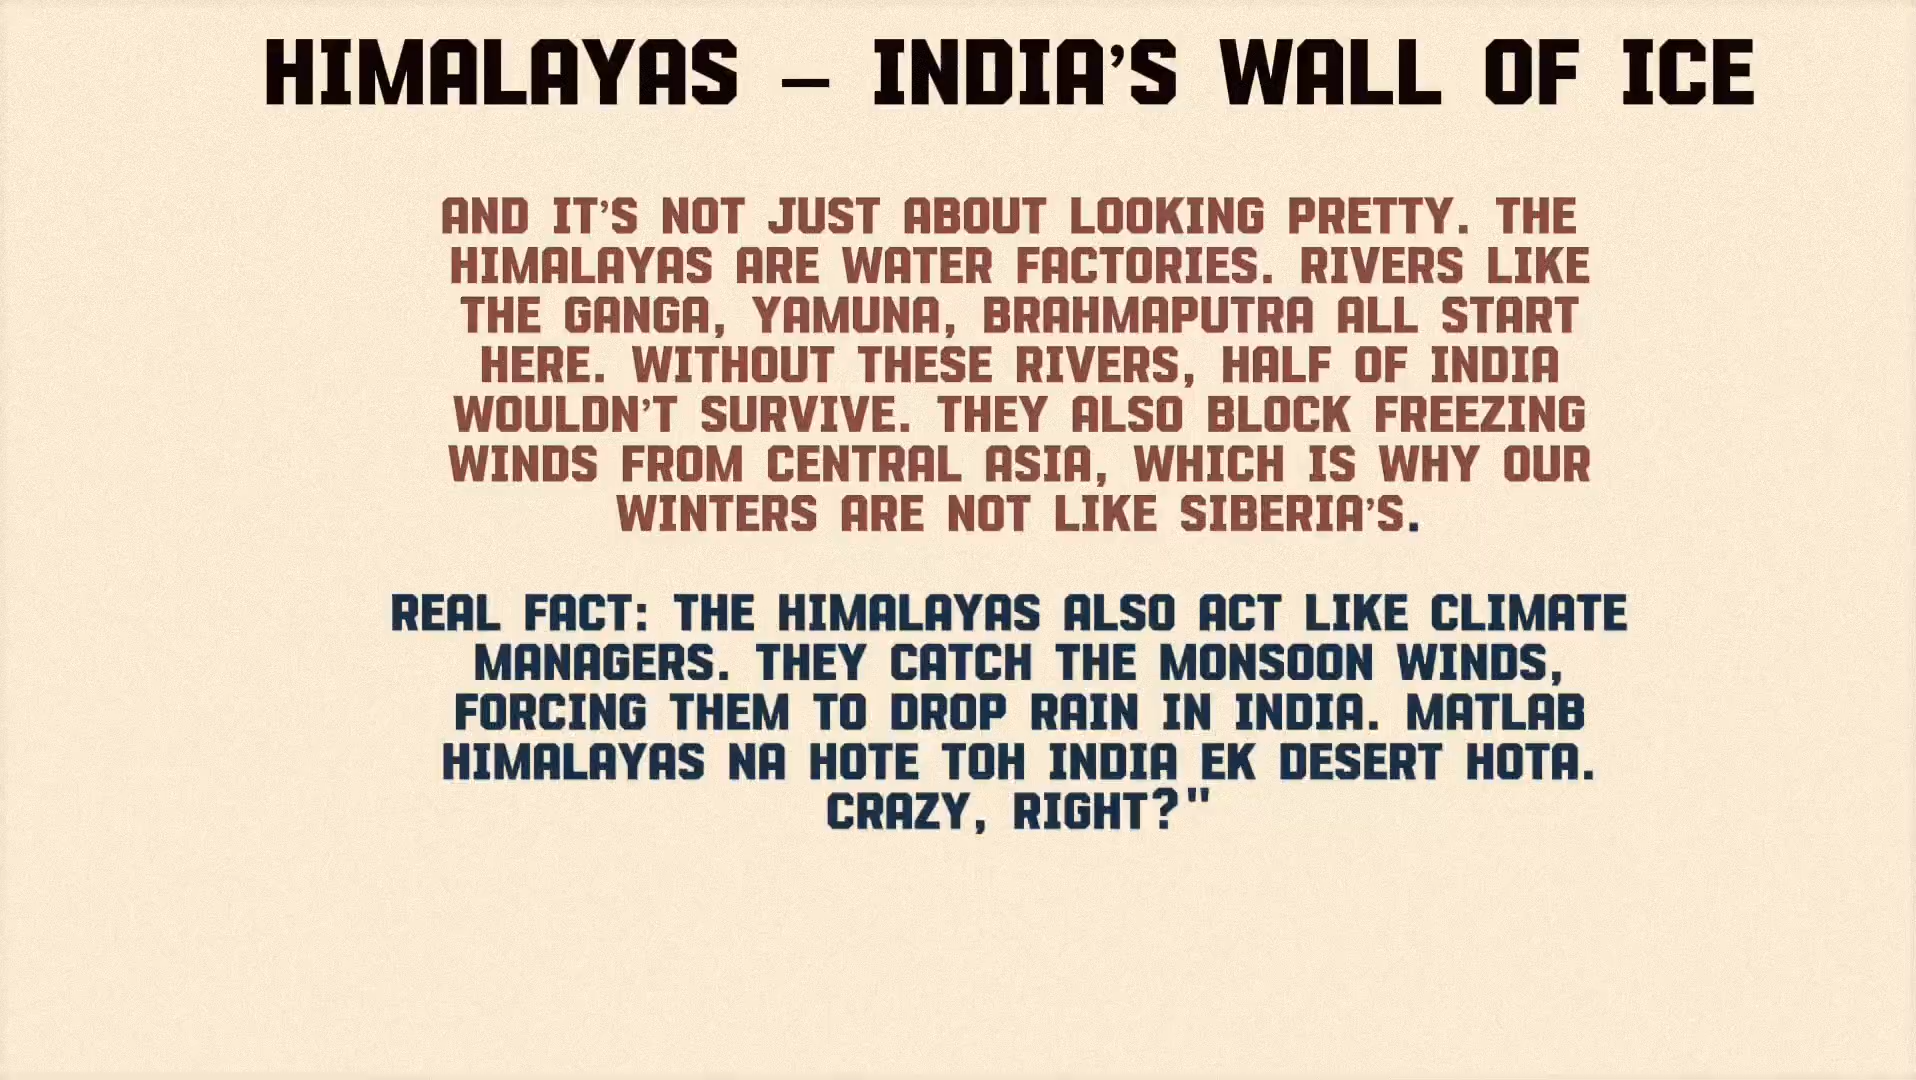 HIMALAYAS – INDIA’S WALL OF ICE
AND IT’S NOT JUST ABOUT LOOKING PRETTY. THE
HIMALAYAS ARE WATER FACTORIES. RIVERS LIKE
THE GANGA, YAMUNA, BRAHMAPUTRA ALL START
HERE. WITHOUT THESE RIVERS, HALF OF INDIA
WOULDN’T SURVIVE. THEY ALSO BLOCK FREEZING
WINDS FROM CENTRAL ASIA, WHICH IS WHY OUR
WINTERS ARE NOT LIKE SIBERIA’S.
REAL FACT: THE HIMALAYAS ALSO ACT LIKE CLIMATE
MANAGERS. THEY CATCH THE MONSOON WINDS,
FORCING THEM TO DROP RAIN IN INDIA. MATLAB
HIMALAYAS NA HOTE TOH INDIA EK DESERT HOTA.
CRAZY, RIGHT?"